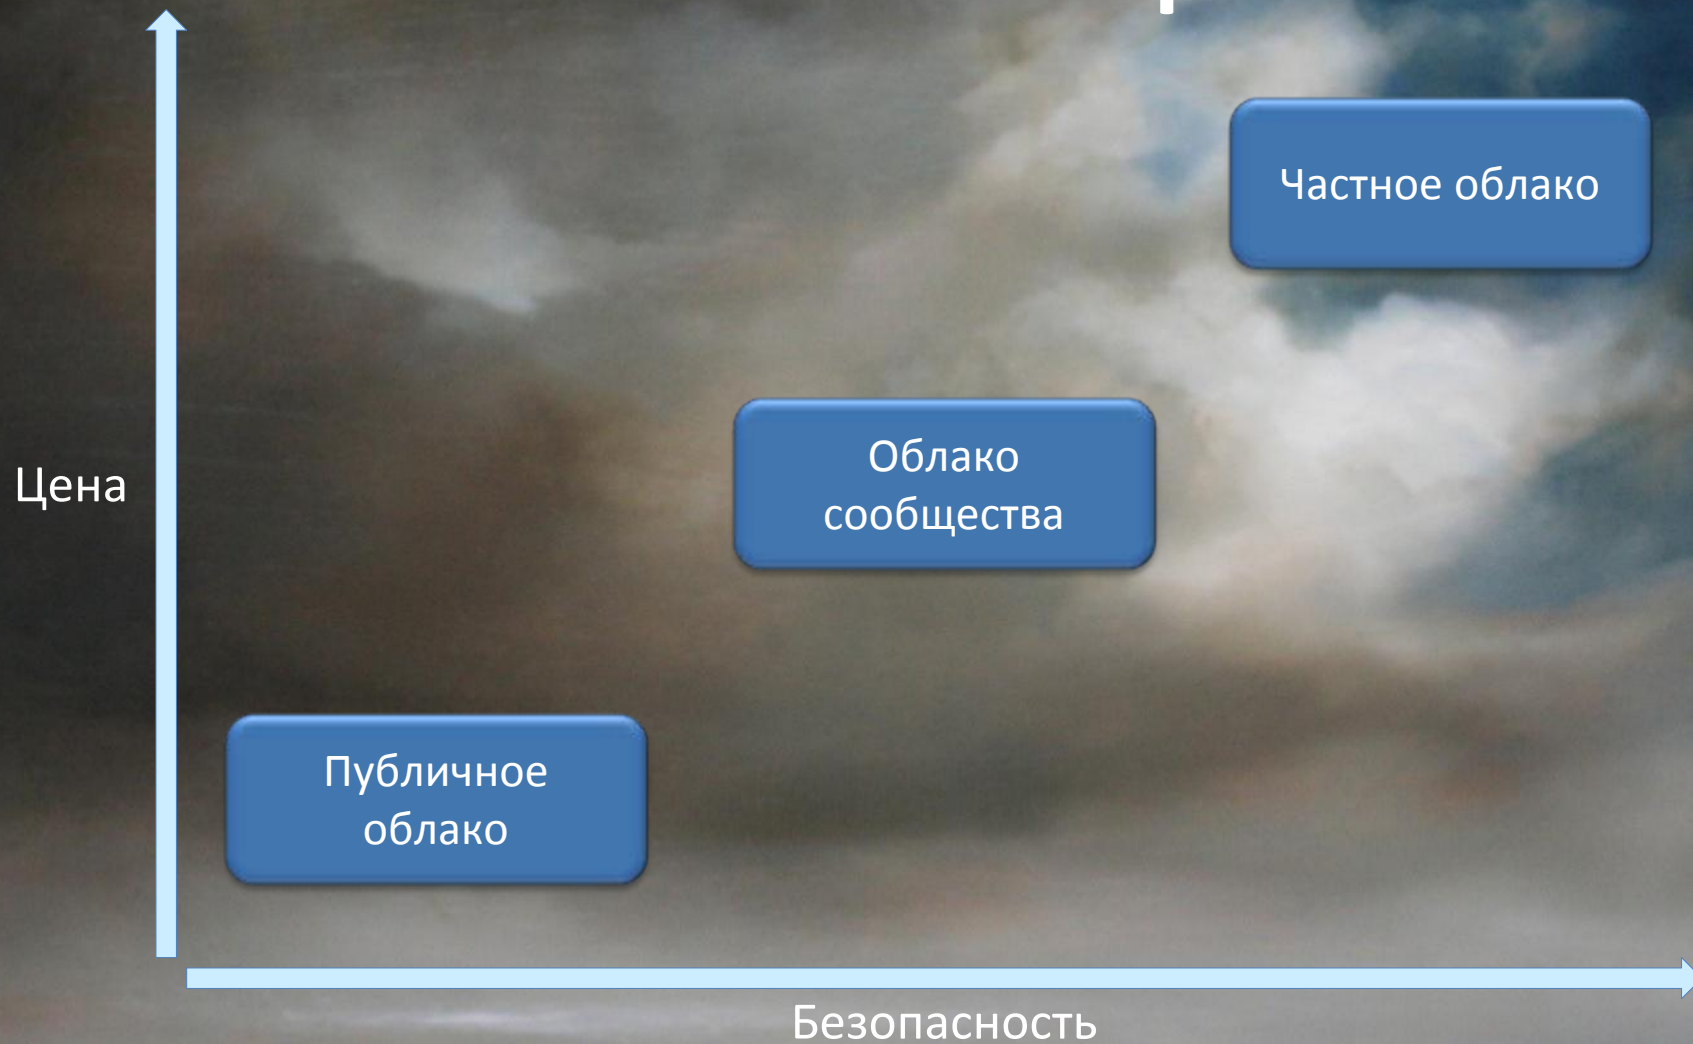 Частное облако
Облако
сообщества
Цена
Публичное
облако
Безопасность